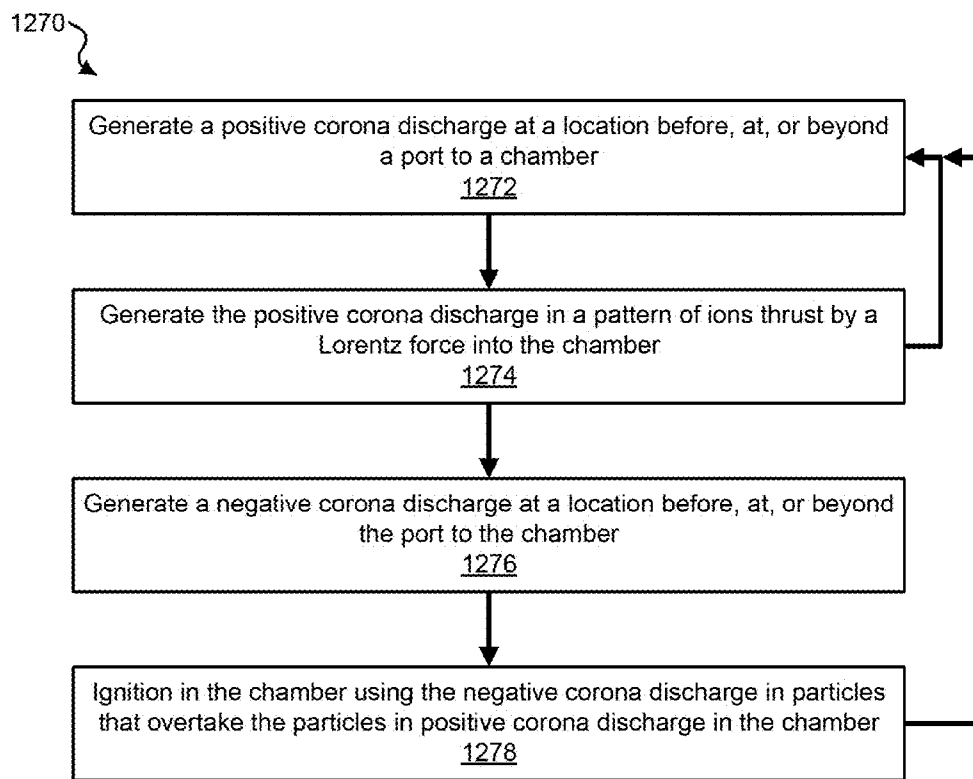 1270
Generate a positive corona discharge at a location before, at, or beyond
a port to a chamber
1272
Generate the positive corona discharge in a pattern of ions thrust by a
Lorentz force into the chamber
1274
Generate a negative corona discharge at a location before, at, or beyond
the port to the chamber
1276
Ignition in the chamber using the negative corona discharge in particles
that overtake the particles in positive corona discharge in the chamber
1278